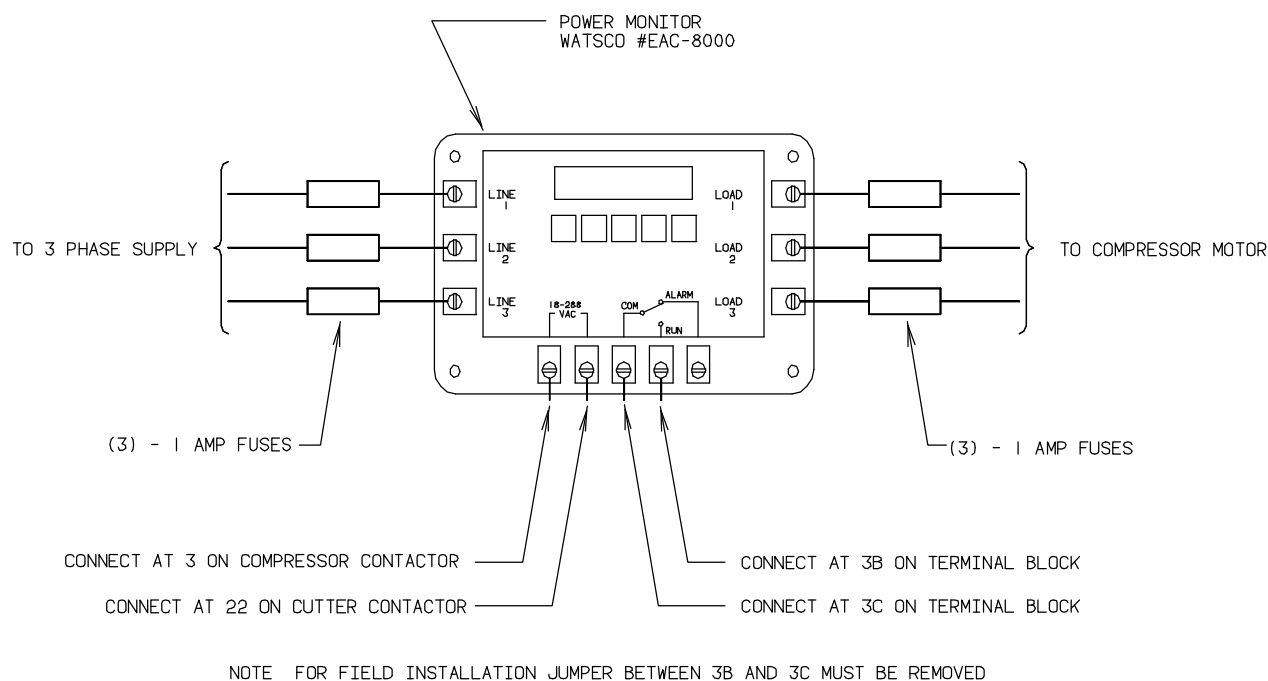 POWER MONITOR
WATSCO #EAC-8000
LINE
1
LOAD
1
TO 3 PHASE SUPPLY
LINE
2
LOAD
2
TO COMPRESSOR MOTOR
LINE
3
18-288
VAC
COM
ALARM
RUN
LOAD
3
(3) - 1 AMP FUSES
(3) - 1 AMP FUSES
CONNECT AT 3 ON COMPRESSOR CONTACTOR
CONNECT AT 3B ON TERMINAL BLOCK
CONNECT AT 22 ON CUTTER CONTACTOR
CONNECT AT 3C ON TERMINAL BLOCK
NOTE FOR FIELD INSTALLATION JUMPER BETWEEN 3B AND 3C MUST BE REMOVED